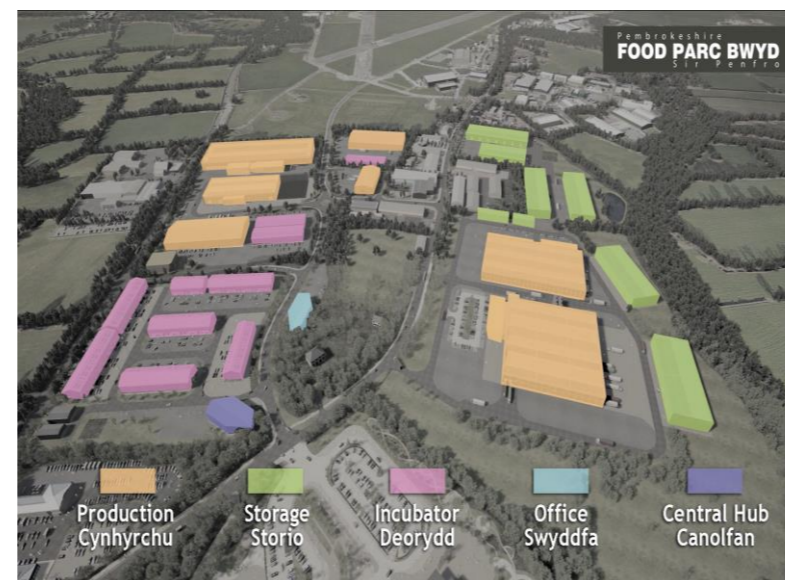 Pembrokeshire
FOOD PARC BWYD
Sir Penfro
Production
Cynhyrchu
Storage
Storio
Incubator
Deorydd
Office
Swyddfa
Central Hub
Canolfan